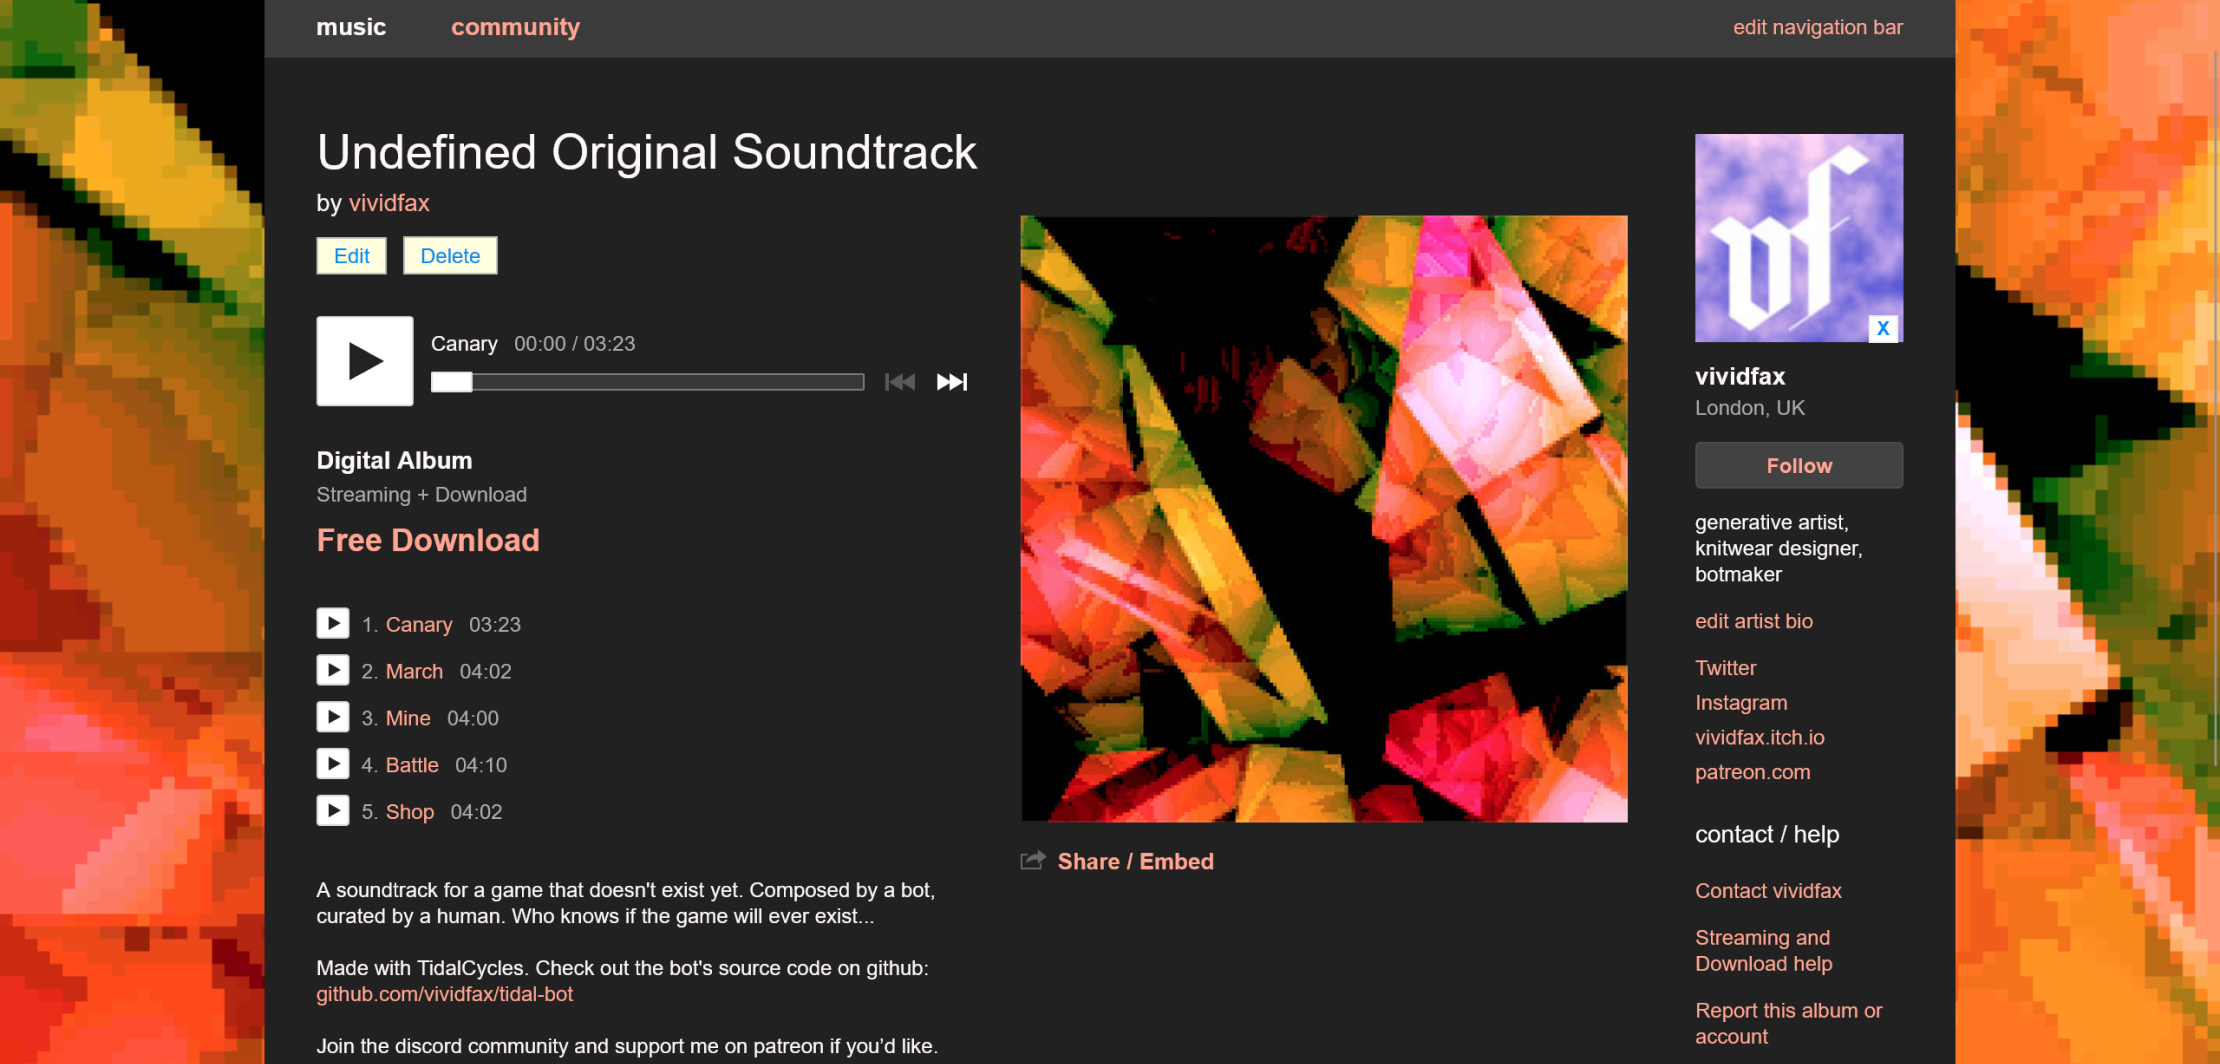 music
community
edit navigation bar
Undefined Original Soundtrack
by vividfax
Edit
Delete
Canary 00:00 / 03:23
Digital Album
Streaming + Download
Free Download
1. Canary 03:23
2. March 04:02
3. Mine 04:00
4. Battle 04:10
5. Shop 04:02
A soundtrack for a game that doesn't exist yet. Composed by a bot,
curated by a human. Who knows if the game will ever exist...
Made with TidalCycles. Check out the bot's source code on github:
github.com/vividfax/tidal-bot
Join the discord community and support me on patreon if you’d like.
Share / Embed
vf
X
vividfax
London, UK
Follow
generative artist,
knitwear designer,
botmaker
edit artist bio
Twitter
Instagram
vividfax.itch.io
patreon.com
contact / help
Contact vividfax
Streaming and
Download help
Report this album or
account